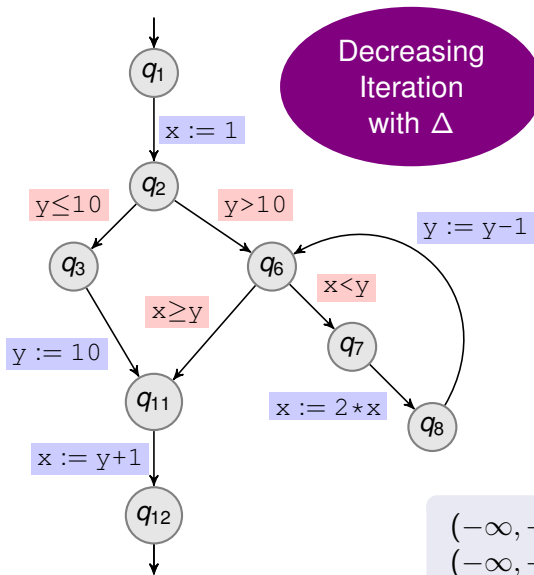 q1
Decreasing
Iteration
with Δ
x := 1
q2
y≤10
y>10
y := y-1
q3
q6
x≥y
x<y
q7
y := 10
x := 2*x
q11
q8
x := y+1
q12
(−∞,
(−∞,